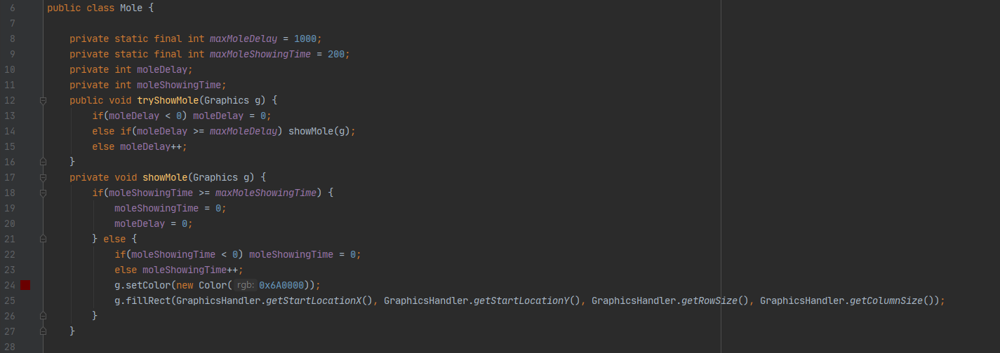 6 public class Mole {
7
8 private static final int maxMoleDelay = 1000;
9 private static final int maxMoleShowingTime = 200;
10 private int moleDelay;
11 private int moleShowingTime;
12 public void tryShowMole(Graphics g) {
13 if(moleDelay < 0) moleDelay = 0;
14 else if(moleDelay >= maxMoleDelay) showMole(g);
15 else moleDelay++;
16 }
17 private void showMole(Graphics g) {
18 if(moleShowingTime >= maxMoleShowingTime) {
19 moleShowingTime = 0;
20 moleDelay = 0;
21 } else {
22 if(moleShowingTime < 0) moleShowingTime = 0;
23 else moleShowingTime++;
24 g.setColor(new Color( rgb: 0x6A0000));
25 g.fillRect(GraphicsHandler.getStartLocationX(), GraphicsHandler.getStartLocationY(), GraphicsHandler.getRowSize(), GraphicsHandler.getColumnSize());
26 }
27 }
28